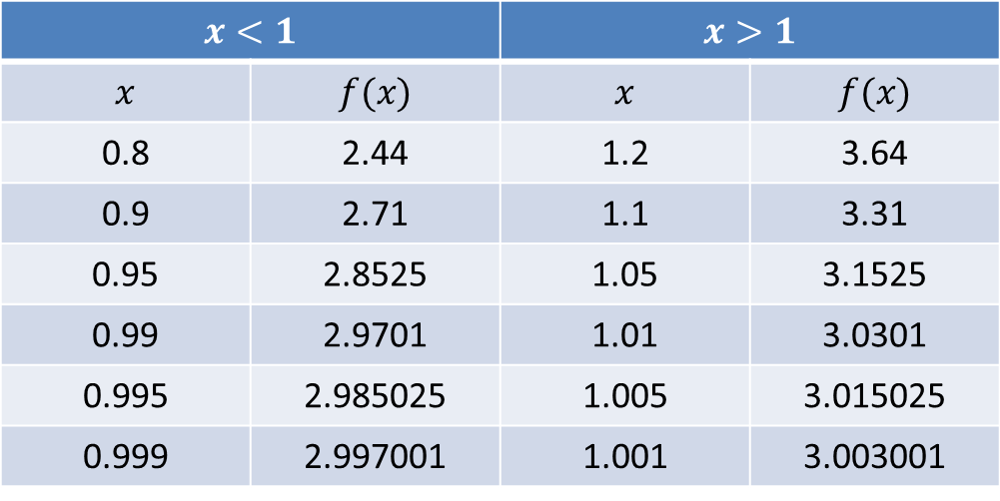 x < 1 x > 1
x f(x) x f(x)
0.8 2.44 1.2 3.64
0.9 2.71 1.1 3.31
0.95 2.8525 1.05 3.1525
0.99 2.9701 1.01 3.0301
0.995 2.985025 1.005 3.015025
0.999 2.997001 1.001 3.003001